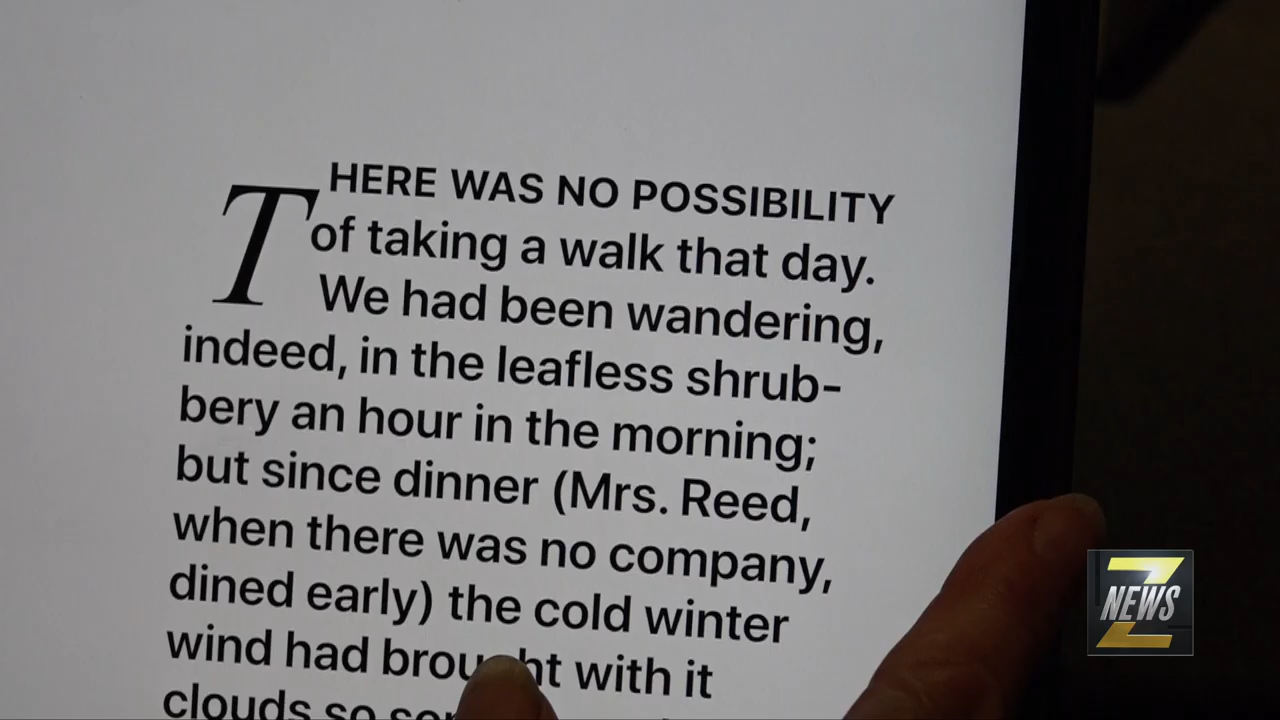 THERE WAS NO POSSIBILITY
of taking a walk that day.
We had been wandering,
indeed, in the leafless shrub-
bery an hour in the morning;
but since dinner (Mrs. Reed,
when there was no company,
dined early) the cold winter
wind had with it
clouds so
Z NEWS